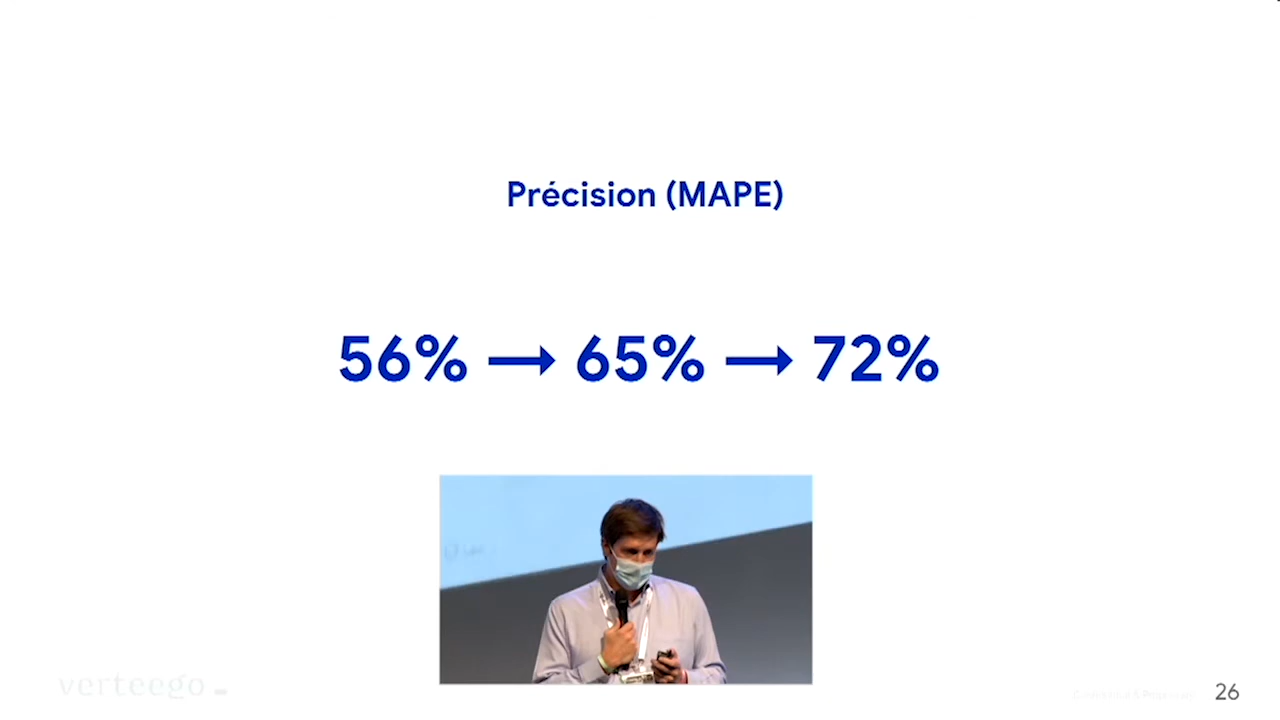 Précision (MAPE)
56% → 65% → 72%
verteego
26